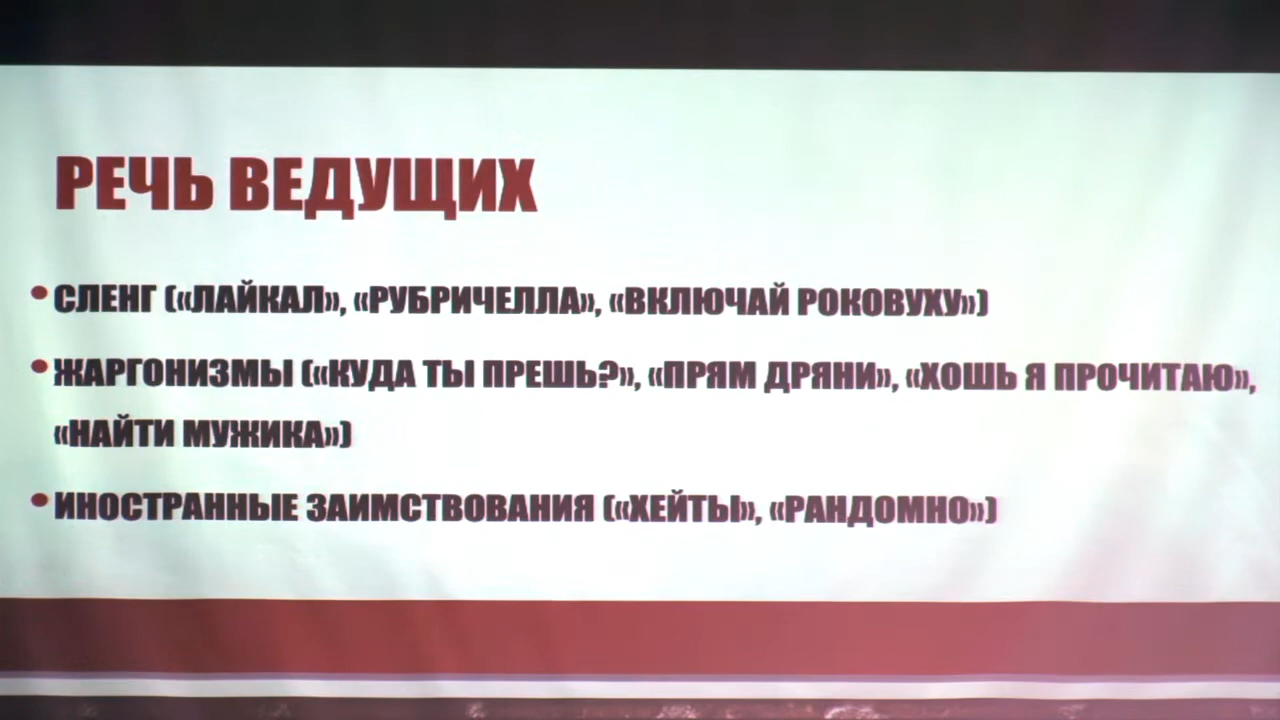 РЕЧЬ ВЕДУЩИХ
•СЛЕНГ («ЛАЙКАЛ», «РУБРИЧЕЛЛА», «ВКЛЮЧАЙ РОКОВУХУ»)
•ЖАРГОНИЗМЫ («КУДА ТЫ ПРЕШЬ?», «ПРЯМ ДРЯНИ», «ХОШЬ Я ПРОЧИТАЮ»,
«НАЙТИ МУЖИКА»)
•ИНОСТРАННЫЕ ЗАИМСТВОВАНИЯ («ХЕЙТЫ», «РАНДОМНО»)